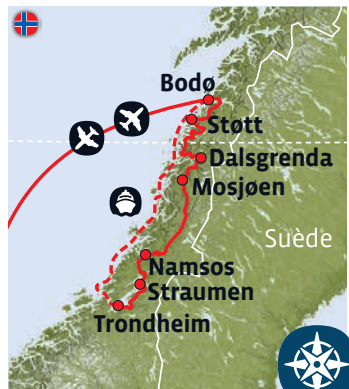 Bodø
Støtt
Dalsgrenda
Mosjøen
Suède
Namsos
Straumen
Trondheim